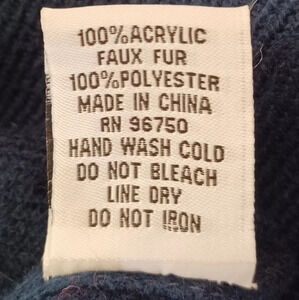 100%ACRYLIC
FAUX FUR
100%POLYESTER
MADE IN CHINA
RN 96750
HAND WASH COLD
DO NOT BLEACH
LINE DRY
DO NOT IRON